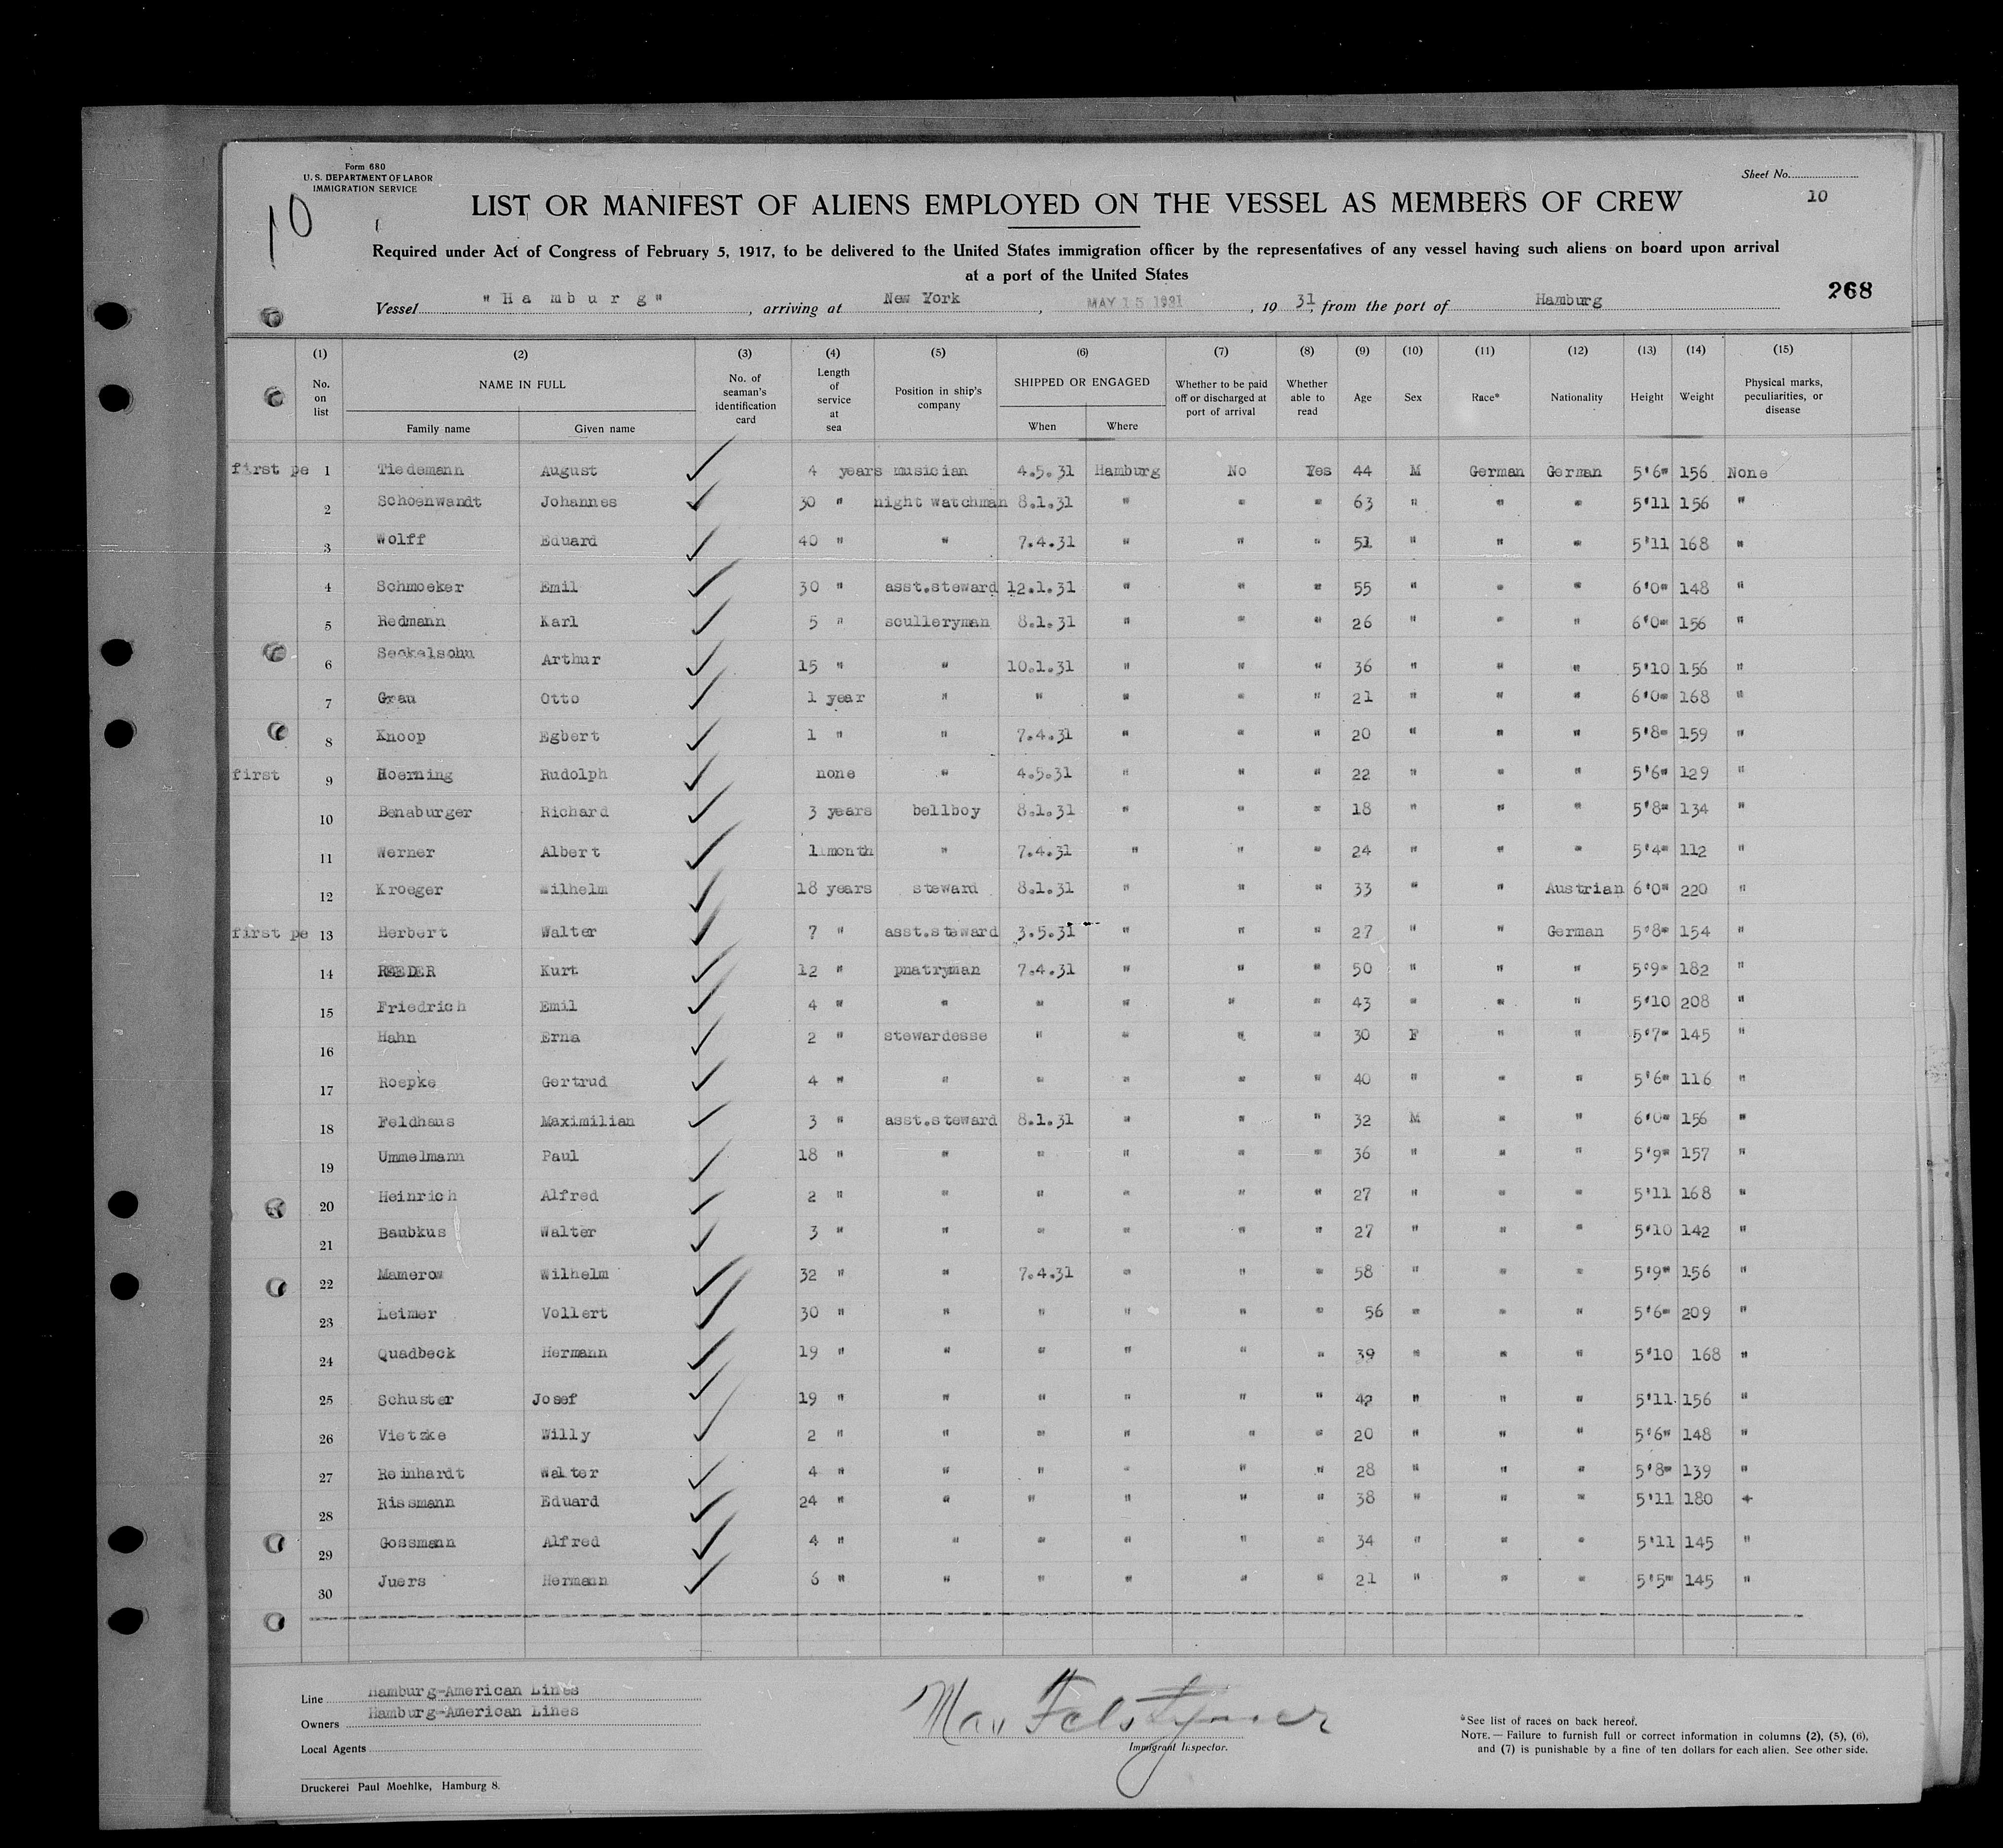 Form 680
U. S. DEPARTMENT OF LABOR
IMMIGRATION SERVICE
Sheet No.
10
10
LIST OR MANIFEST OF ALIENS EMPLOYED ON THE VESSEL AS MEMBERS OF CREW
Required under Act of Congress of February 5, 1917, to be delivered to the United States immigration officer by the representatives of any vessel having such aliens on board upon arrival
at a port of the United States
268
Vessel "Hamburg", arriving at New York, MAY 15 1931, 19 31, from the port of Hamburg
(1) (2) (3) (4) (5) (6) (7) (8) (9) (10) (11) (12) (13) (14) (15)
No. on list NAME IN FULL Family name Given name No. of seaman's identification card Length of service at sea Position in ship's company SHIPPED OR ENGAGED When Where Whether to be paid off or discharged at port of arrival Whether able to read Age Sex Race* Nationality Height Weight Physical marks, peculiarities, or disease
first pe 1 Tiedemann August 4 years musician 4.5.31 Hamburg No Yes 44 M German German 5'6" 156 None
2 Schoenwandt Johannes 30 " night watchman 8.1.31 " " " 63 " " " 5'11 156 "
3 Wolff Eduard 40 " " 7.4.31 " " " 51 " " " 5'11 168 "
4 Schmoeker Emil 30 " asst.steward 12.1.31 " " " 55 " " " 6'0" 148 "
5 Redmann Karl 5 " sculleryman 8.1.31 " " " 26 " " " 6'0" 156 "
6 Arthur 15 " " 10.1.31 " " " 36 " " " 5'10 156 "
7 Grau Otto 1 year " " " " " 21 " " " 6'0" 168 "
8 Knoop Egbert 1 " " 7.4.31 " " " 20 " " " 5'8" 159 "
first 9 Hoerning Rudolph none " 4.5.31 " " " 22 " " " 5'6" 129 "
10 Benaburger Richard 3 years bellboy 8.1.31 " " " 18 " " " 5'8" 134 "
11 Werner Albert 1 month " 7.4.31 " " " 24 " " " 5'4" 112 "
12 Kroeger Wilhelm 18 years steward 8.1.31 " " " 33 " " Austrian 6'0" 220 "
first pe 13 Herbert Walter 7 " asst.steward 3.5.31 " " " 27 " " German 5'8" 154 "
14 REEDER Kurt 12 " pnatryman 7.4.31 " " " 50 " " " 5'9" 182 "
15 Friedrich Emil 4 " " " " " " 43 " " " 5'10 208 "
16 Hahn Erna 2 " stewardesse " " " " 30 F " " 5'7" 145 "
17 Roepke Gertrud 4 " " " " " " 40 " " " 5'6" 116 "
18 Feldhaus Maximilian 3 " asst.steward 8.1.31 " " " 32 M " " 6'0" 156 "
19 Ummelmann Paul 18 " " " " " " 36 " " " 5'9" 157 "
20 Heinrich Alfred 2 " " " " " " 27 " " " 5'11 168 "
21 Baubkus Walter 3 " " " " " " 27 " " " 5'10 142 "
22 Mamerow Wilhelm 32 " " 7.4.31 " " " 58 " " " 5'9" 156 "
23 Leimer Vollert 30 " " " " " " 56 " " " 5'6" 209 "
24 Quadbeck Hermann 19 " " " " " " 39 " " " 5'10 168 "
25 Schuster Josef 19 " " " " " " 42 " " " 5'11 156 "
26 Vietzke Willy 2 " " " " " " 20 " " " 5'6" 148 "
27 Reinhardt Walter 4 " " " " " " 28 " " " 5'8" 139 "
28 Rissmann Eduard 24 " " " " " " 38 " " " 5'11 180 +
29 Gossmann Alfred 4 " " " " " " 34 " " " 5'11 145 "
30 Juers Hermann 6 " " " " " " 21 " " " 5'5" 145 "
Line Hamburg-American Lines
Owners Hamburg-American Lines
Local Agents
Max
Immigrant Inspector.
*See list of races on back hereof.
NOTE.— Failure to furnish full or correct information in columns (2), (5), (6),
and (7) is punishable by a fine of ten dollars for each alien. See other side.
Druckerei Paul Moehlke, Hamburg 8.